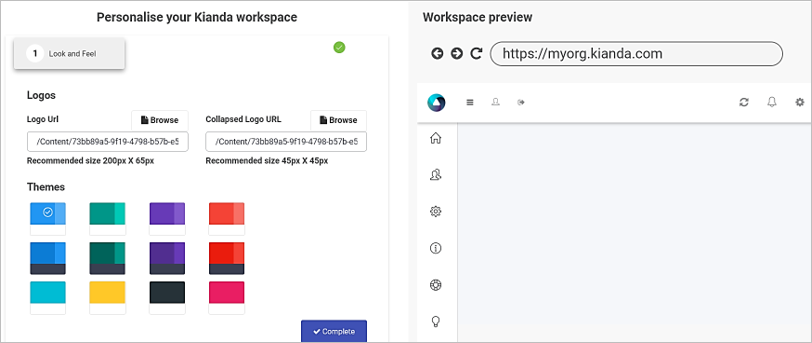 Personalise your Kianda workspace
1 Look and Feel
Logos
Logo Url
Browse
Collapsed Logo URL
Browse
/Content/73bb89a5-9f19-4798-b57b-e5
/Content/73bb89a5-9f19-4798-b57b-e5
Recommended size 200px X 65px
Recommended size 45px X 45px
Themes
Complete
Workspace preview
https://myorg.kianda.com